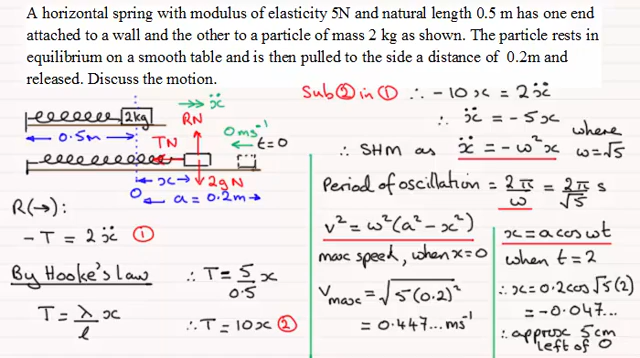 A horizontal spring with modulus of elasticity 5N and natural length 0.5 m has one end
attached to a wall and the other to a particle of mass 2 kg as shown. The particle rests in
equilibrium on a smooth table and is then pulled to the side a distance of 0.2m and
released. Discuss the motion.
2kg
0.5m
ẍ
RN
TN
0ms⁻¹
t=0
x
2gN
O
a = 0.2m
R(→):
-T = 2ẍ ①
By Hooke's Law
T = λ/l x
∴ T = 5/0.5 x
∴ T = 10x ②
Sub ② in ① ∴ -10x = 2ẍ
∴ ẍ = -5x
∴ SHM as ẍ = -ω²x where ω=√5
Period of oscillation = 2π/ω = 2π/√5 s
v² = ω²(a² - x²)
max speed, when x=0
Vmax = √5(0.2)²
= 0.447... ms⁻¹
x = a cos ωt
when t = 2
∴ x = 0.2cos √5(2)
= -0.047...
∴ approx 5cm
left of O